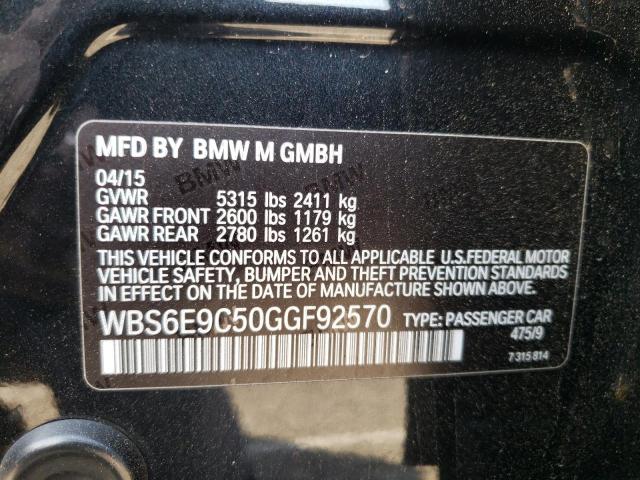 MFD BY BMW M GMBH
04/15
GVWR 5315 lbs 2411 kg
GAWR FRONT 2600 lbs 1179 kg
GAWR REAR 2780 lbs 1261 kg
THIS VEHICLE CONFORMS TO ALL APPLICABLE U.S.FEDERAL MOTOR
VEHICLE SAFETY, BUMPER AND THEFT PREVENTION STANDARDS
IN EFFECT ON THE DATE OF MANUFACTURE SHOWN ABOVE.
WBS6E9C50GGF92570 TYPE: PASSENGER CAR
475/9
7 315 814